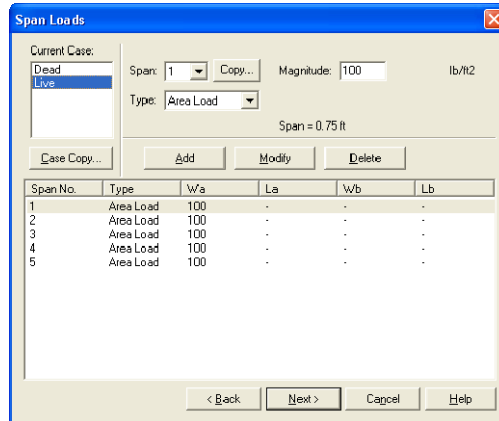 Span Loads
Current Case:
Dead
Live
Span: 1 Copy... Magnitude: 100 lb/ft2
Type: Area Load
Span = 0.75 ft
Case Copy... Add Modify Delete
Span No. Type Wa La Wb Lb
1 Area Load 100 - - -
2 Area Load 100 - - -
3 Area Load 100 - - -
4 Area Load 100 - - -
5 Area Load 100 - - -
< Back Next > Cancel Help